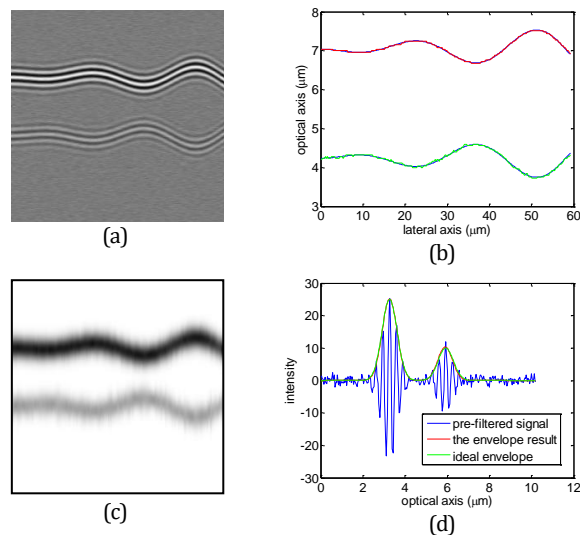 (a)
8
7
6
5
4
3
optical axis (μm)
0 10 20 30 40 50 60
lateral axis (μm)
(b)
(c)
30
20
10
0
-10
-20
-30
intensity
pre-filtered signal
the envelope result
ideal envelope
0 2 4 6 8 10 12
optical axis (μm)
(d)